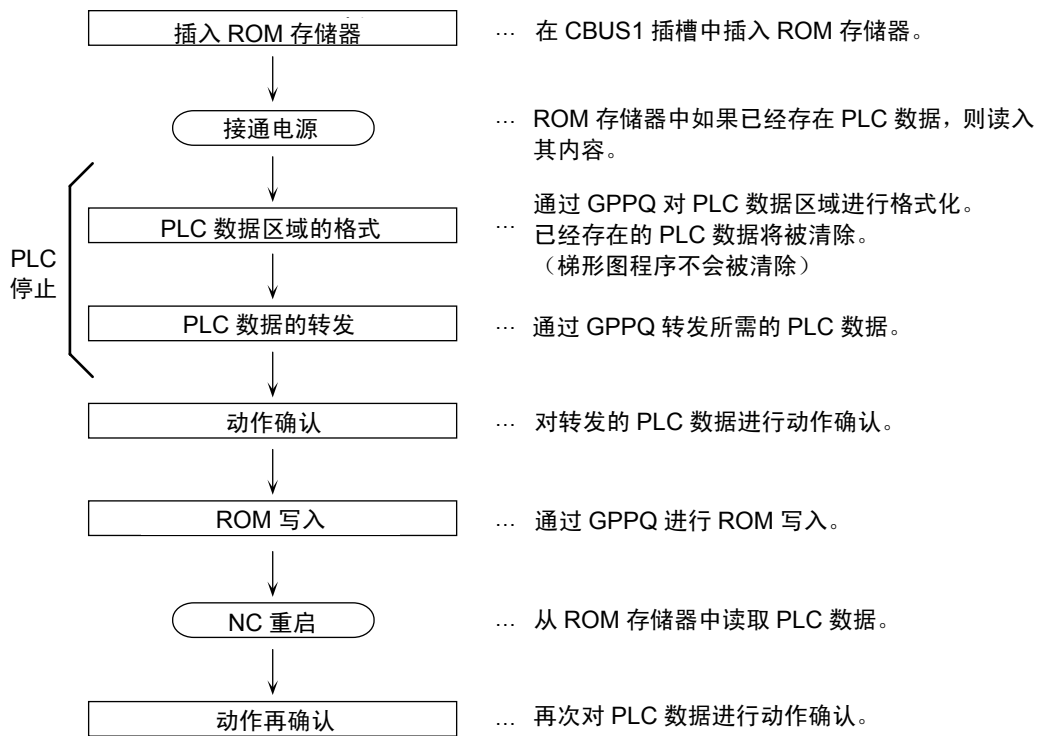 插入 ROM 存储器
… 在 CBUS1 插槽中插入 ROM 存储器。
接通电源
… ROM 存储器中如果已经存在 PLC 数据，则读入
其内容。
PLC
停止
PLC 数据区域的格式
通过 GPPQ 对 PLC 数据区域进行格式化。
… 已经存在的 PLC 数据将被清除。
（梯形图程序不会被清除）
PLC 数据的转发
… 通过 GPPQ 转发所需的 PLC 数据。
动作确认
… 对转发的 PLC 数据进行动作确认。
ROM 写入
… 通过 GPPQ 进行 ROM 写入。
NC 重启
… 从 ROM 存储器中读取 PLC 数据。
动作再确认
… 再次对 PLC 数据进行动作确认。